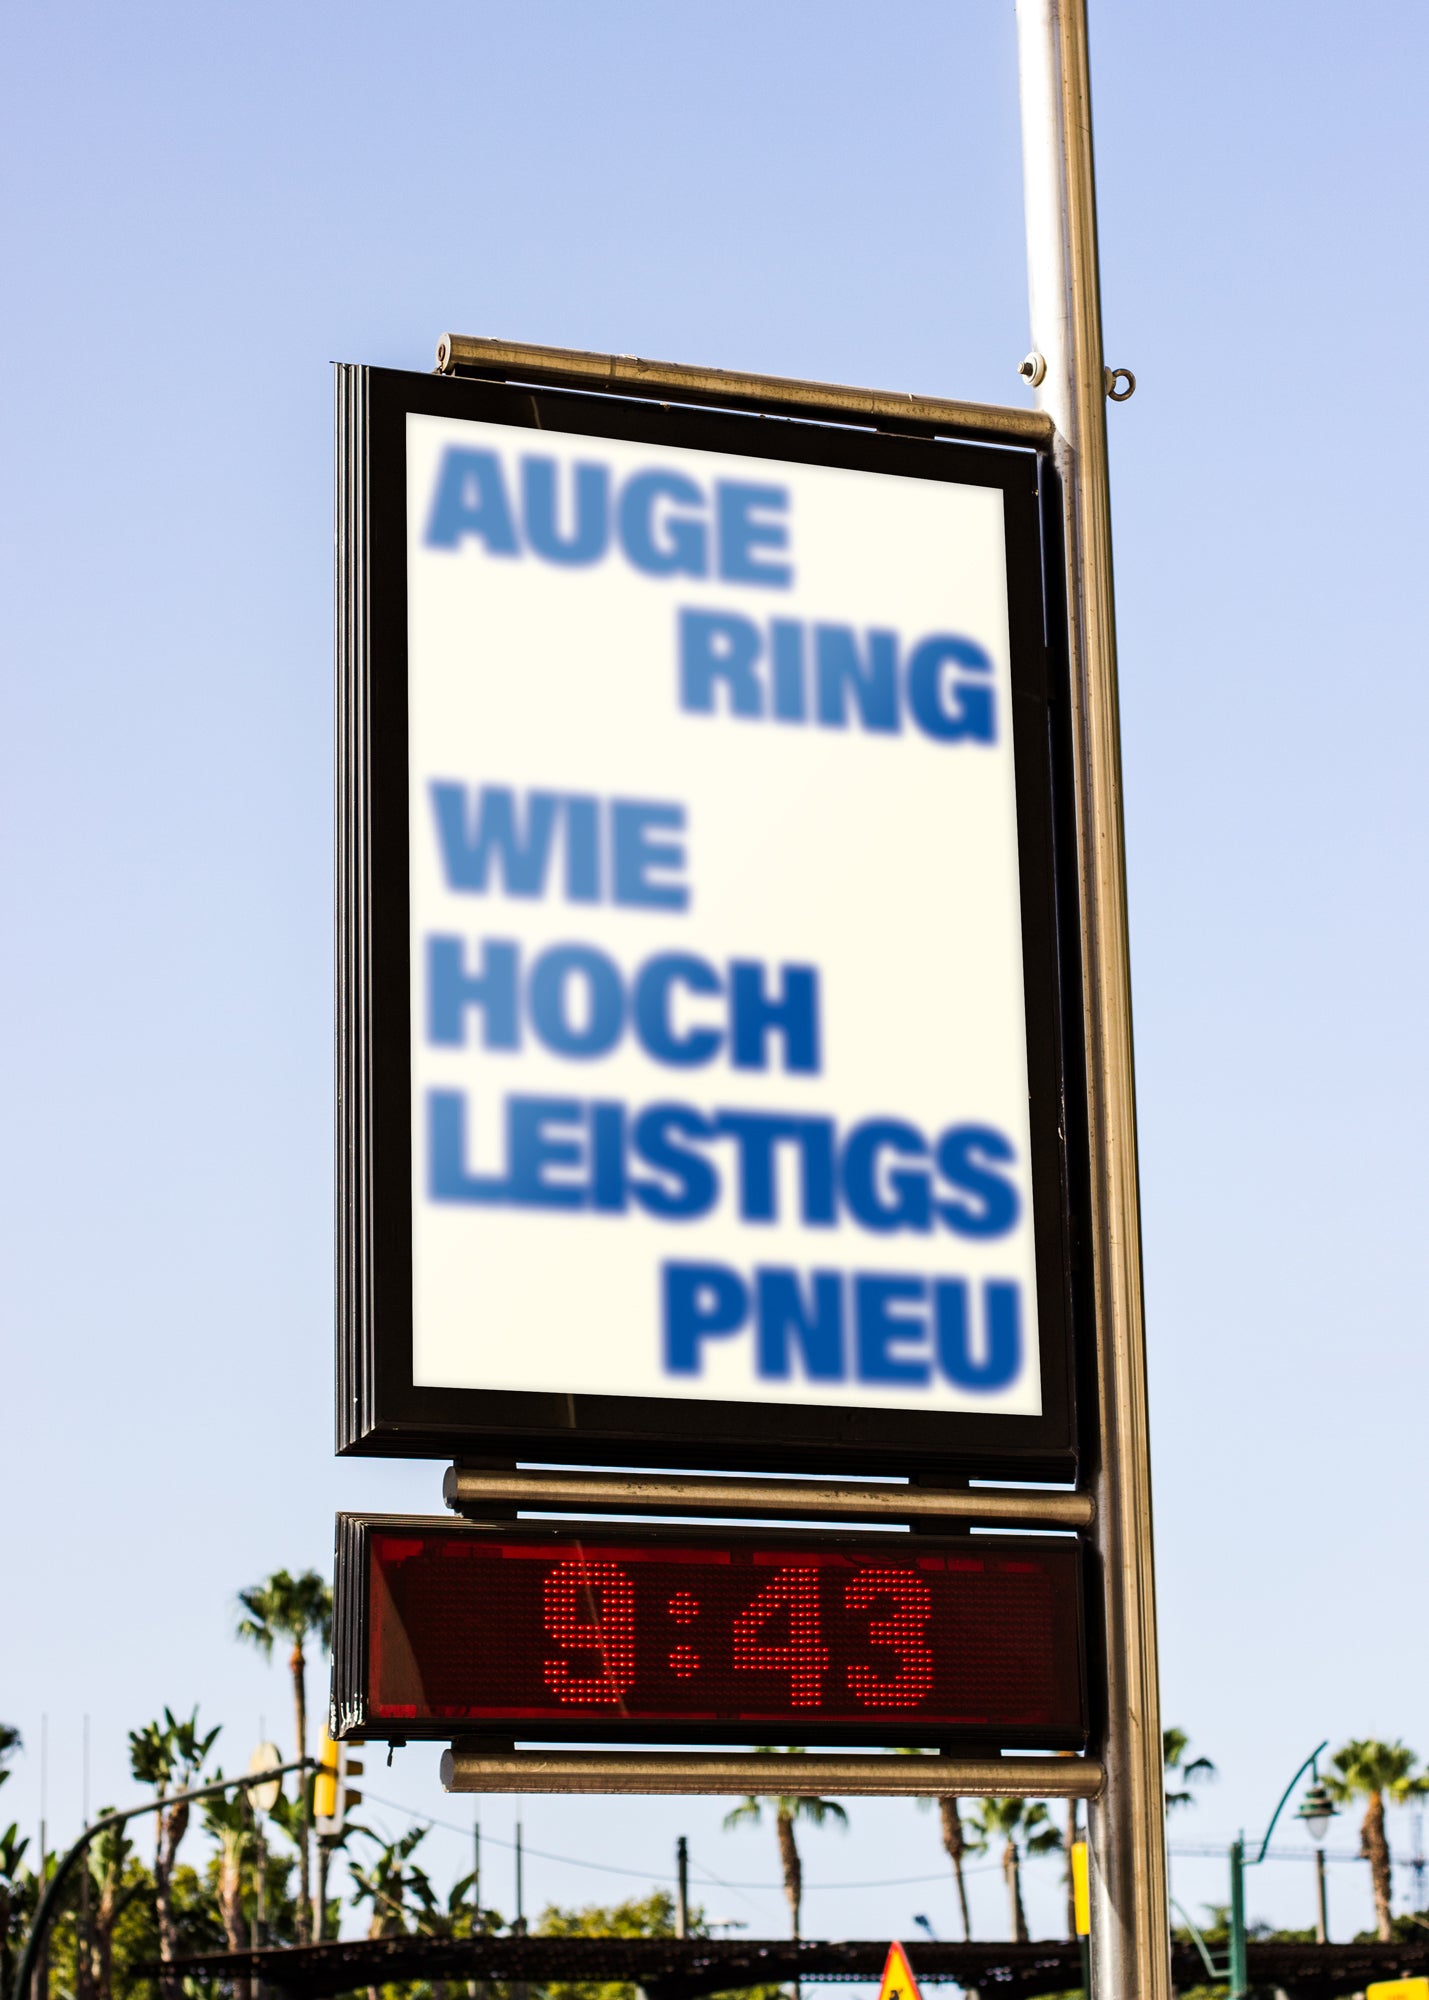 AUGE
RING
WIE
HOCH
LEISTIGS
PNEU
9:43